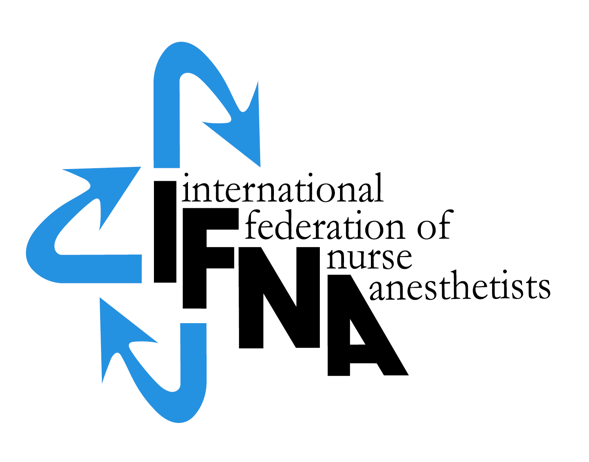 IFNA
international
federation of
nurse
anesthetists